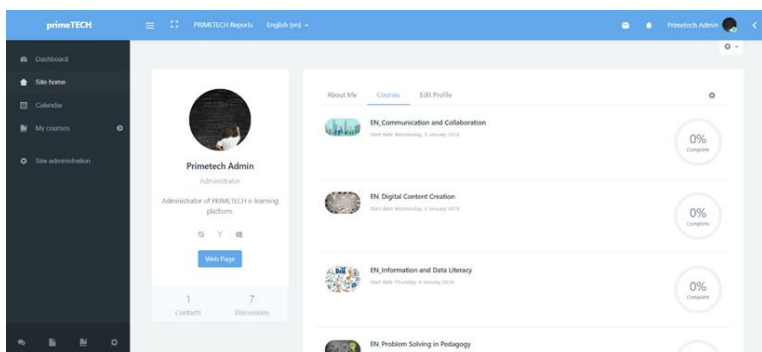 primeTECH
PRIMETECH Reports English (en)
Primetech Admin
Dashboard
Site home
Calendar
My courses
Site administration
Primetech Admin
Administrator
Administrator of PRIMETECH e-learning
platform.
Web Page
1 7
Contacts Discussions
About Me Courses Edit Profile
EN_Communication and Collaboration
Start date Wednesday, 3 January 2018
0%
Complete
EN_Digital Content Creation
Start date Wednesday, 3 January 2018
0%
Complete
EN_Information and Data Literacy
Start date Thursday, 4 January 2018
0%
Complete
EN_Problem Solving in Pedagogy